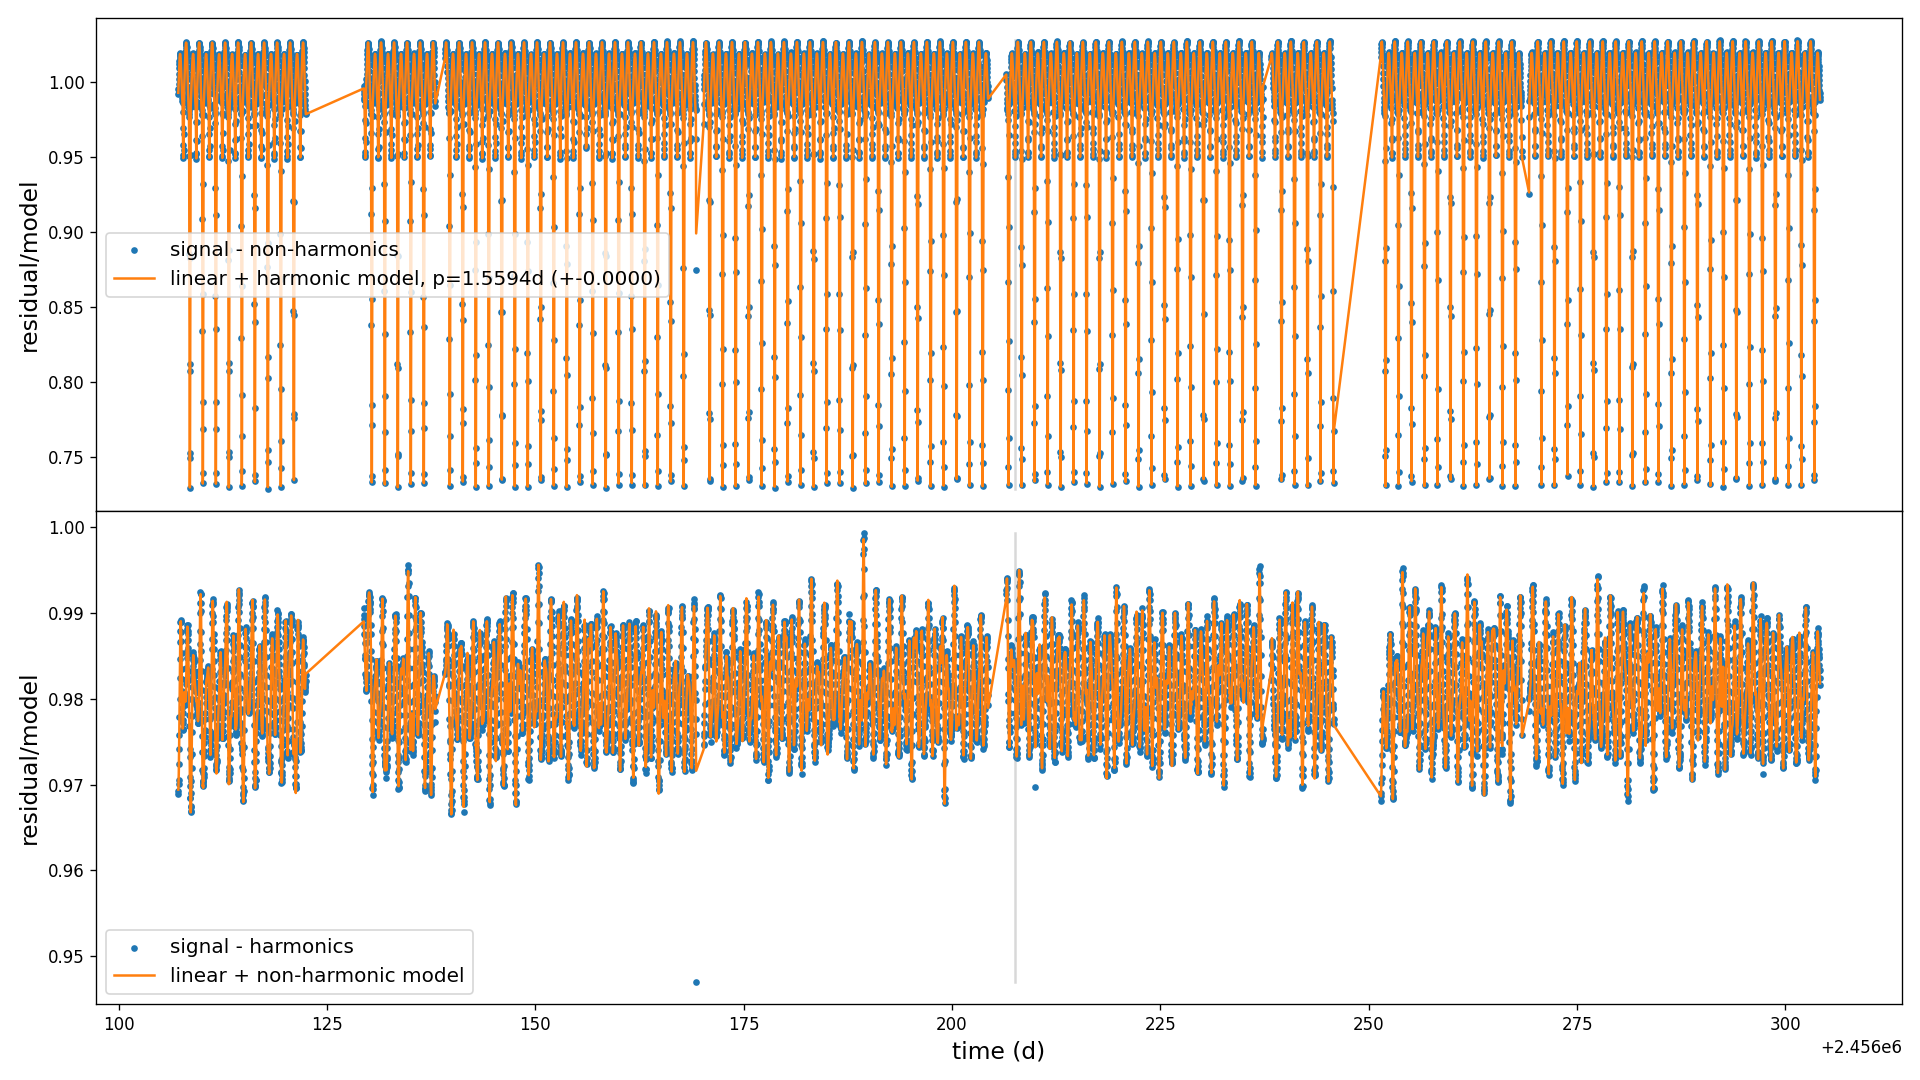 1.00
0.95
0.90
0.85
0.80
0.75
residual/model
signal - non-harmonics
linear + harmonic model, p=1.5594d (+-0.0000)
1.00
0.99
0.98
0.97
0.96
0.95
residual/model
signal - harmonics
linear + non-harmonic model
100
125
150
175
200
225
250
275
300
time (d)
+2.456e6